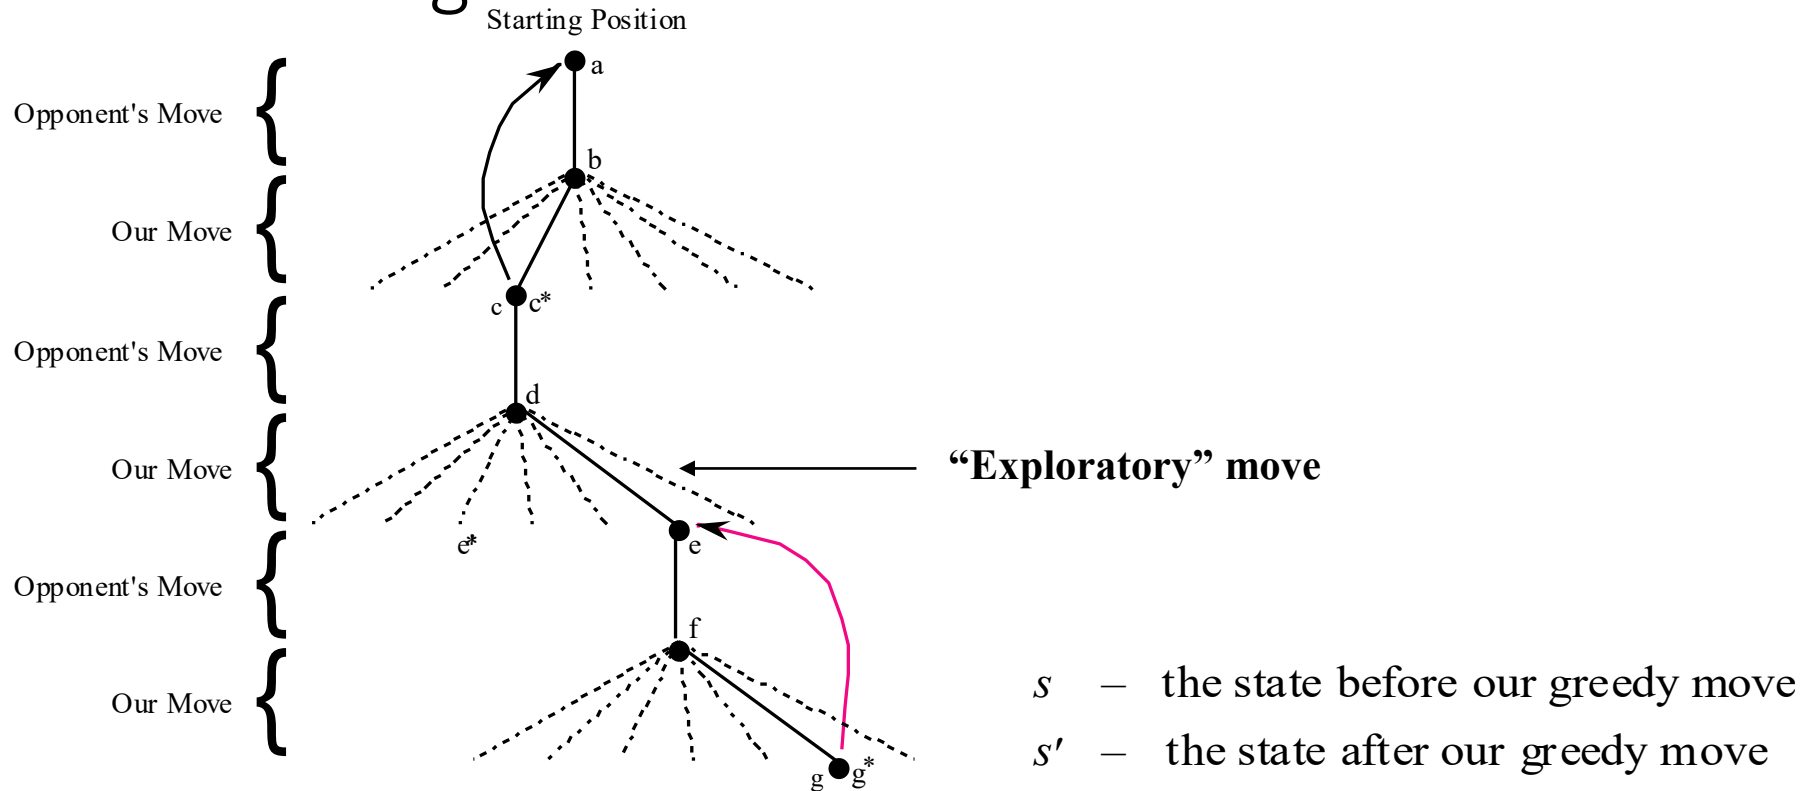 g
Starting Position
a
Opponent's Move
b
Our Move
c c*
Opponent's Move
d
Our Move
“Exploratory” move
e*
e
Opponent's Move
f
s – the state before our greedy move
Our Move
s′ – the state after our greedy move
g g*